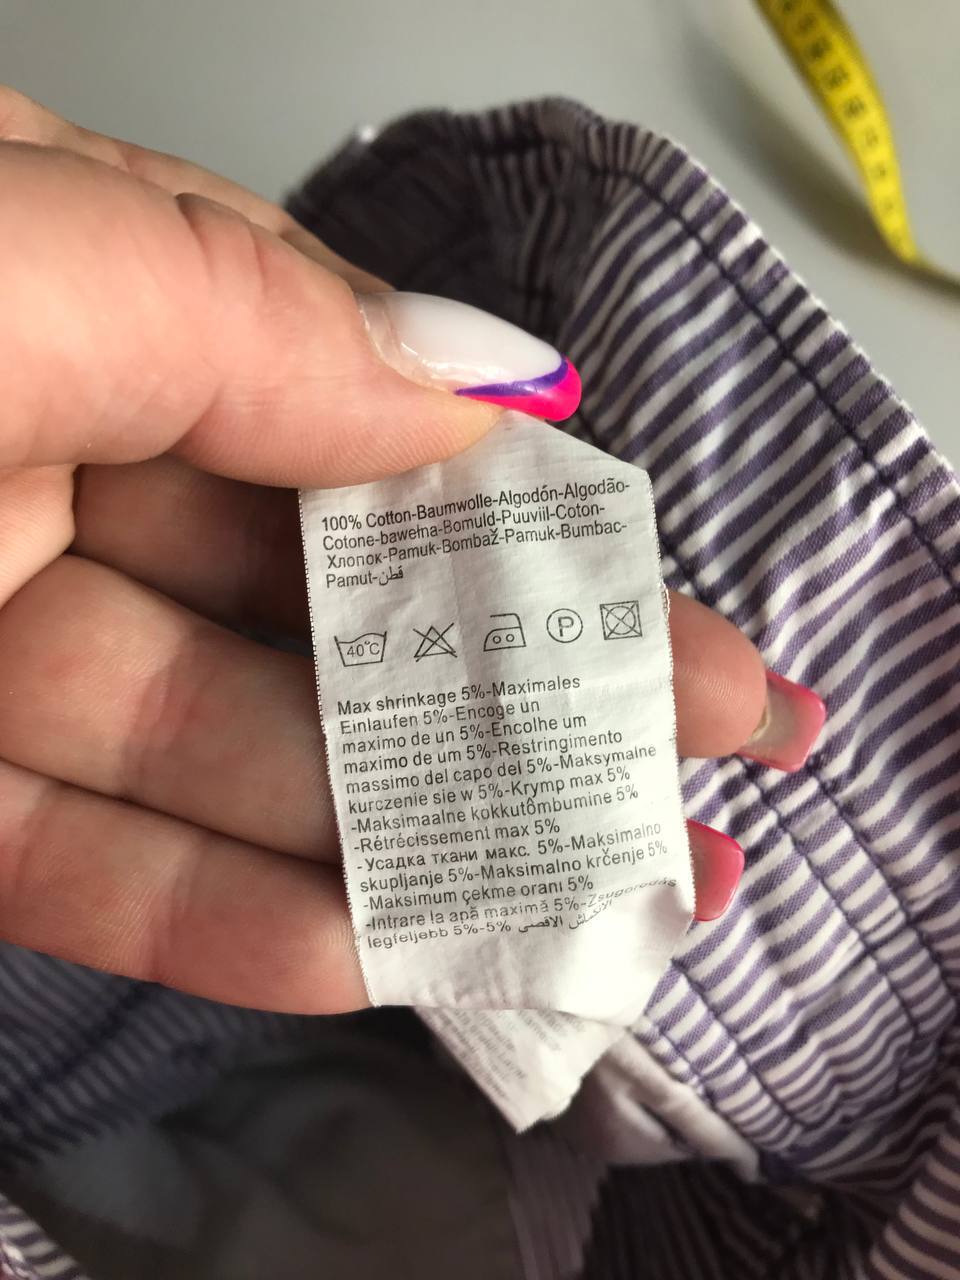 100% Cotton-Baumwolle-Algodón-Algodão-
Cotone-bawełna-Bomuld-Puuviil-Coton-
Хлопок-Pamuk-Bombaž-Pamuk-Bumbac-
Pamut-قطن
40°C P
Max shrinkage 5%-Maximales
Einlaufen 5%-Encoge un
maximo de un 5%-Encolhe um
máximo de um 5%-Restringimento
massimo del capo del 5%-Maksymalne
kurczenie sie w 5%-Krymp max 5%
-Maksimaalne kokkutõmbumine 5%
-Rétrécissement max 5%
-Усадка ткани макс. 5%-Maksimalno
skupljanje 5%-Maksimalno krčenje 5%
-Maksimum çekme oranı 5%
-Intrare la apă maximă 5%-Zsugorodás
legfeljebb 5%-5% الانكماش الاقصى